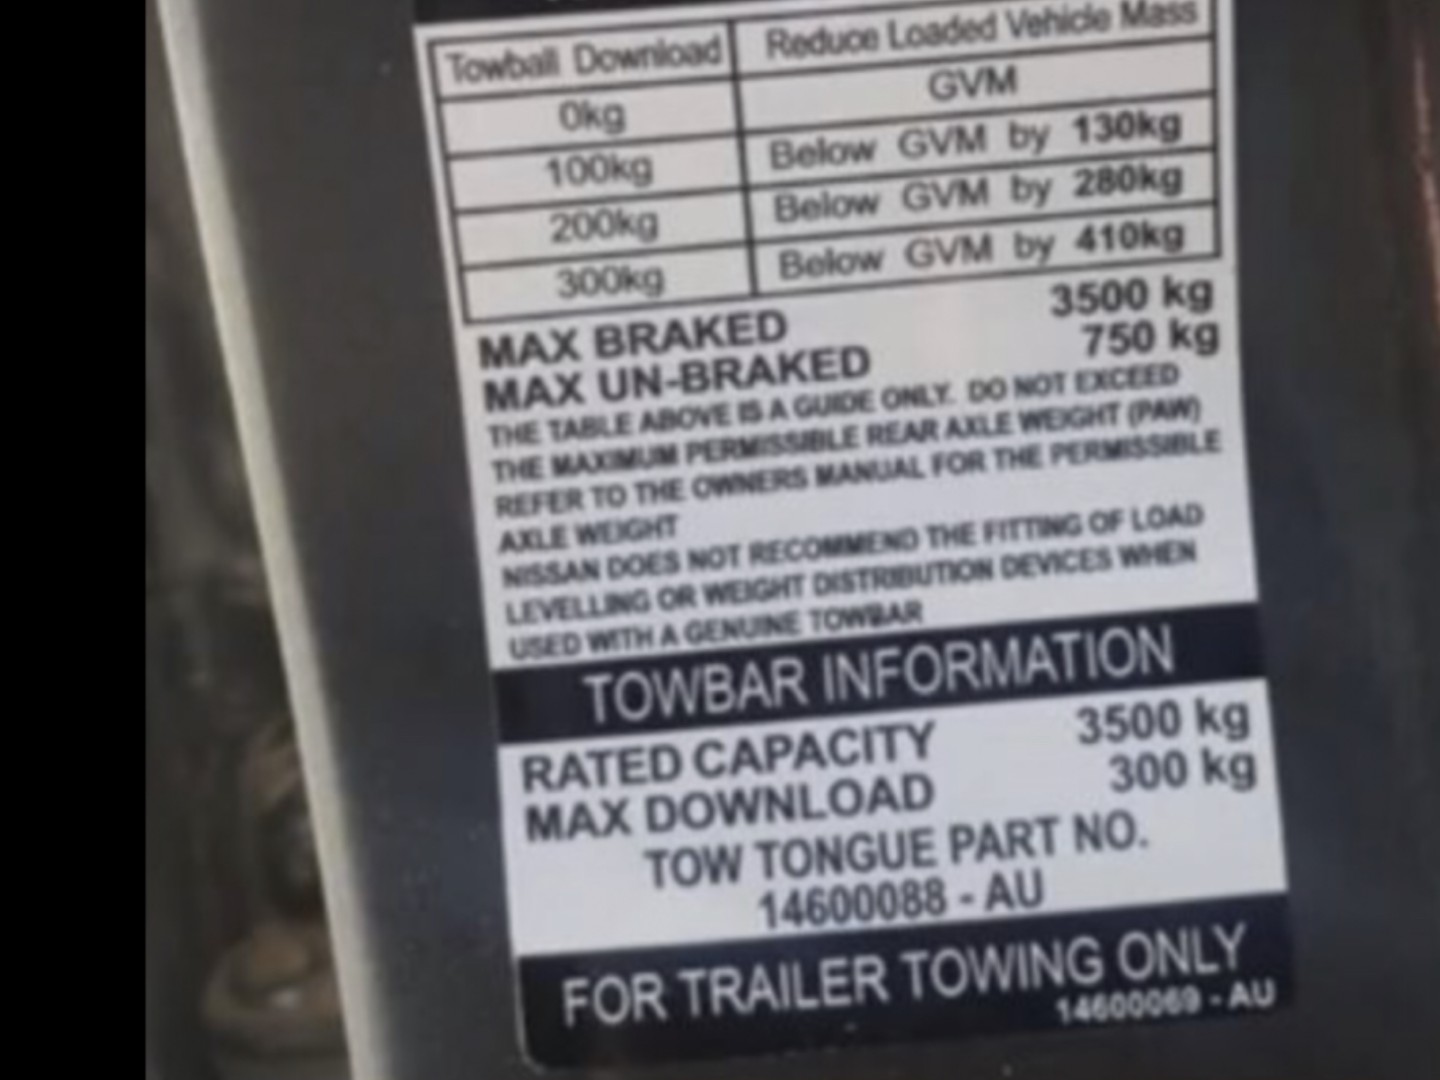 Towball Download Reduce Loaded Vehicle Mass
0kg GVM
100kg Below GVM by 130kg
200kg Below GVM by 280kg
300kg Below GVM by 410kg
MAX BRAKED 3500 kg
MAX UN-BRAKED 750 kg
THE TABLE ABOVE IS A GUIDE ONLY. DO NOT EXCEED
THE MAXIMUM PERMISSIBLE REAR AXLE WEIGHT (PAW)
REFER TO THE OWNERS MANUAL FOR THE PERMISSIBLE
AXLE WEIGHT
NISSAN DOES NOT RECOMMEND THE FITTING OF LOAD
LEVELLING OR WEIGHT DISTRIBUTION DEVICES WHEN
USED WITH A GENUINE TOWBAR
TOWBAR INFORMATION
RATED CAPACITY 3500 kg
MAX DOWNLOAD 300 kg
TOW TONGUE PART NO.
14600088 - AU
FOR TRAILER TOWING ONLY
14600069 - AU